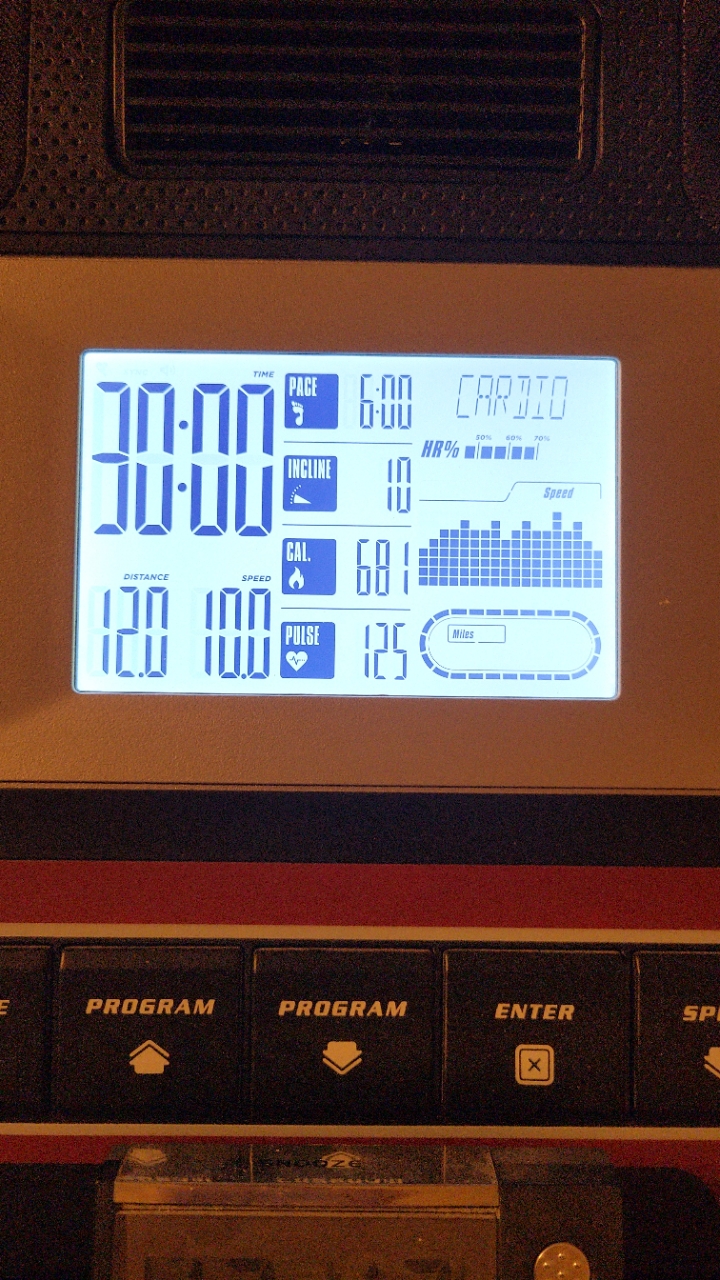 TIME
30:00
DISTANCE
12.0
SPEED
10.0
PACE
6:00
INCLINE
10
CAL.
681
PULSE
125
CARDIO
HR% 50% 60% 70%
Speed
Miles
PROGRAM
PROGRAM
ENTER
SNOOZE